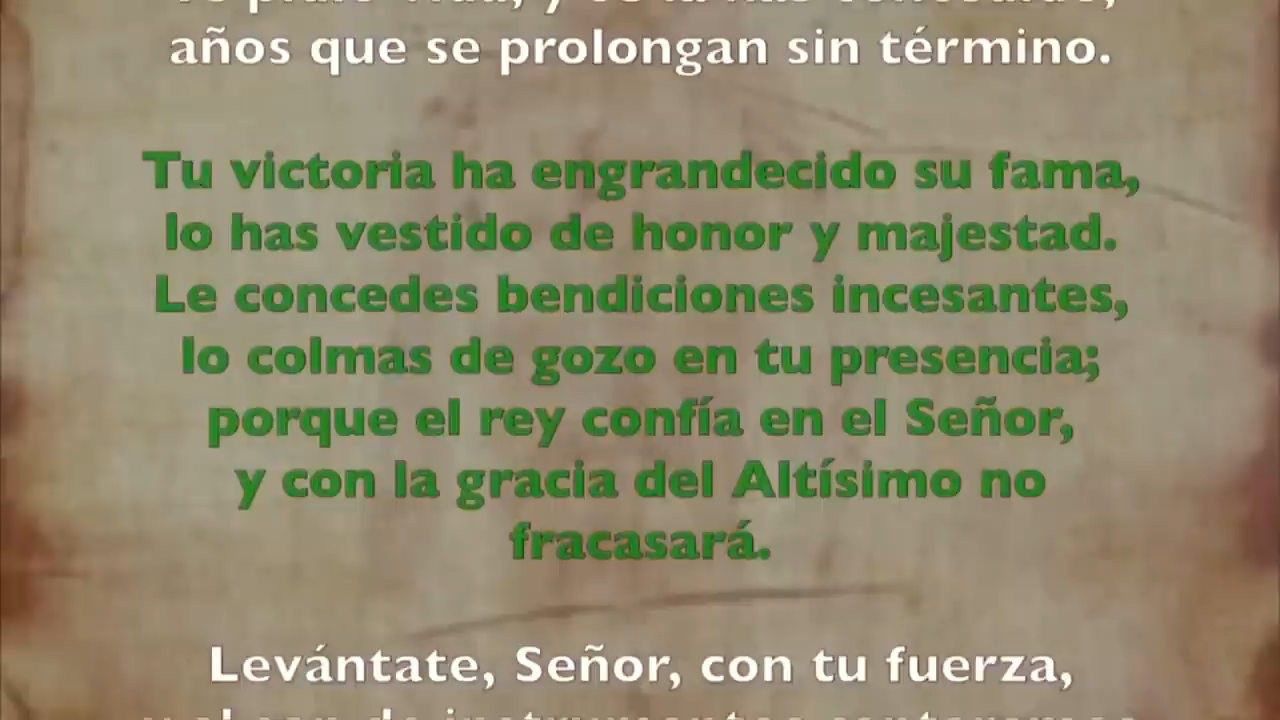 años que se prolongan sin término.
Tu victoria ha engrandecido su fama,
lo has vestido de honor y majestad.
Le concedes bendiciones incesantes,
lo colmas de gozo en tu presencia;
porque el rey confía en el Señor,
y con la gracia del Altísimo no
fracasará.
Levántate, Señor, con tu fuerza,